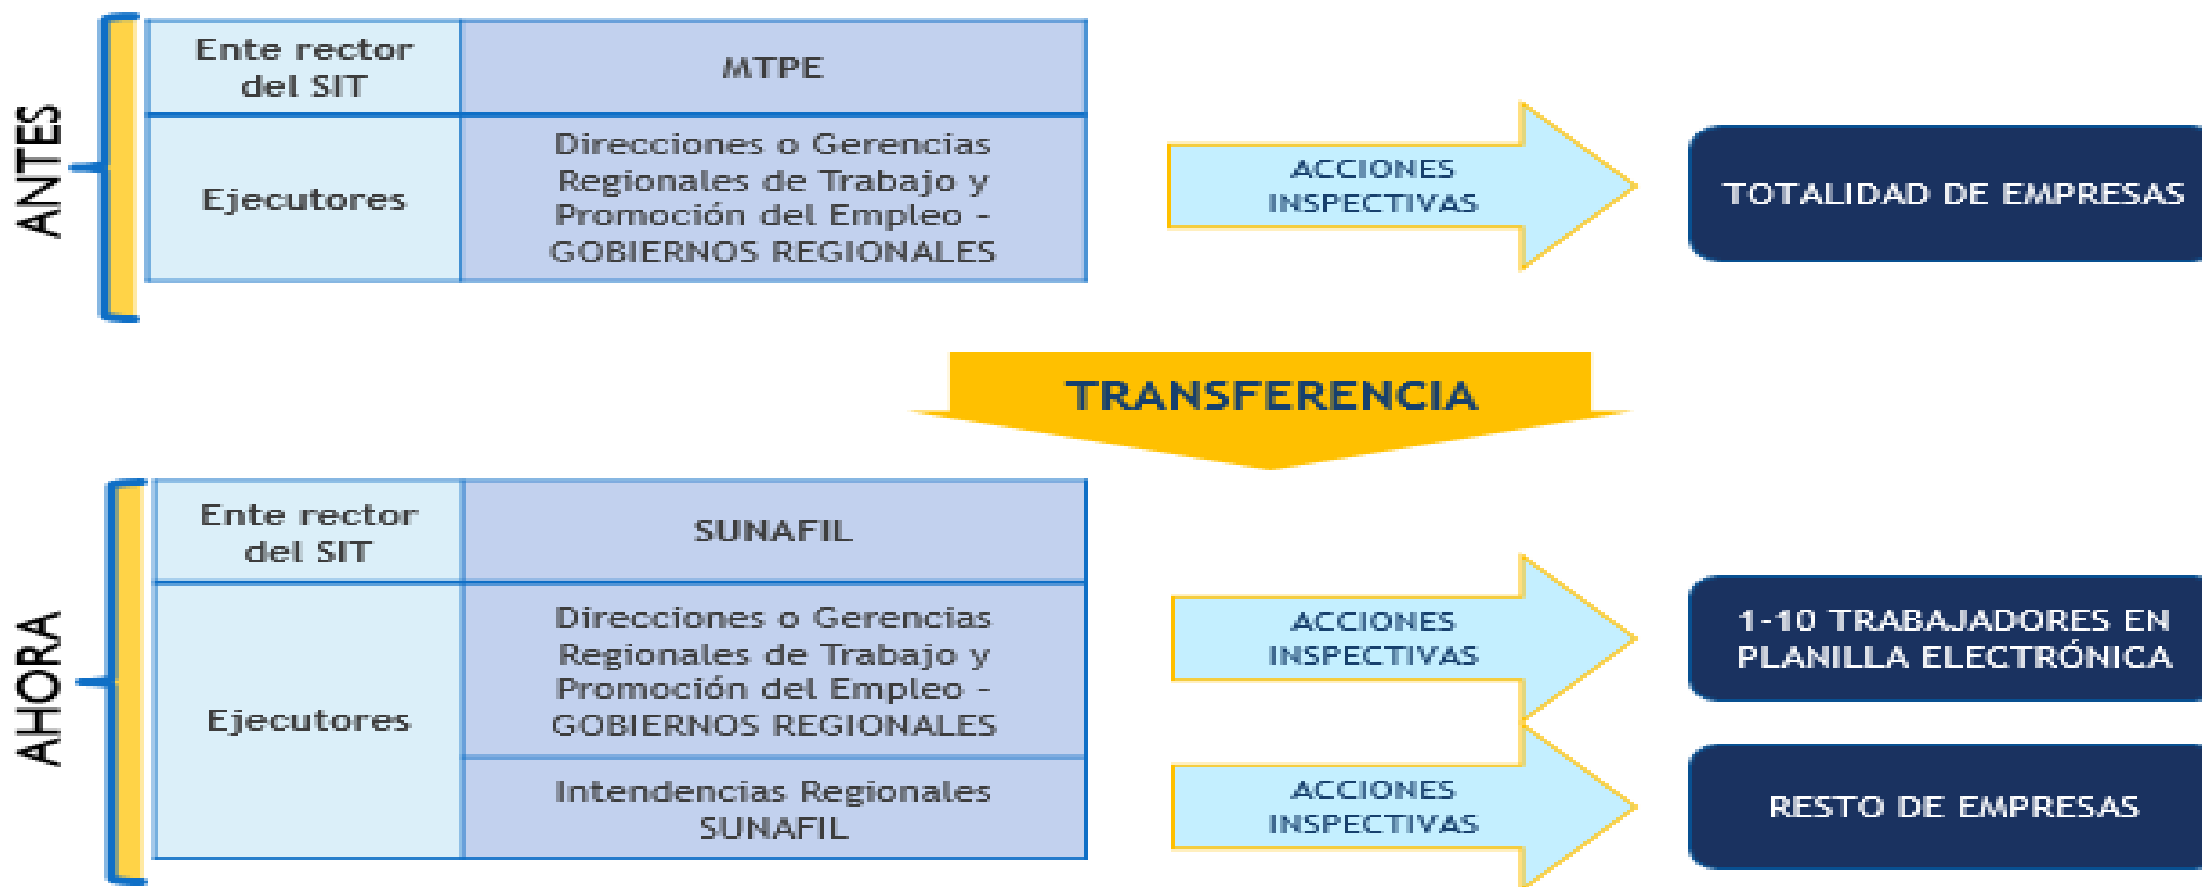 ANTES
Ente rector
del SIT
MTPE
Ejecutores
Direcciones o Gerencias
Regionales de Trabajo y
Promoción del Empleo -
GOBIERNOS REGIONALES
ACCIONES
INSPECTIVAS
TOTALIDAD DE EMPRESAS
TRANSFERENCIA
AHORA
Ente rector
del SIT
SUNAFIL
Ejecutores
Direcciones o Gerencias
Regionales de Trabajo y
Promoción del Empleo -
GOBIERNOS REGIONALES
ACCIONES
INSPECTIVAS
1-10 TRABAJADORES EN
PLANILLA ELECTRÓNICA
Intendencias Regionales
SUNAFIL
ACCIONES
INSPECTIVAS
RESTO DE EMPRESAS